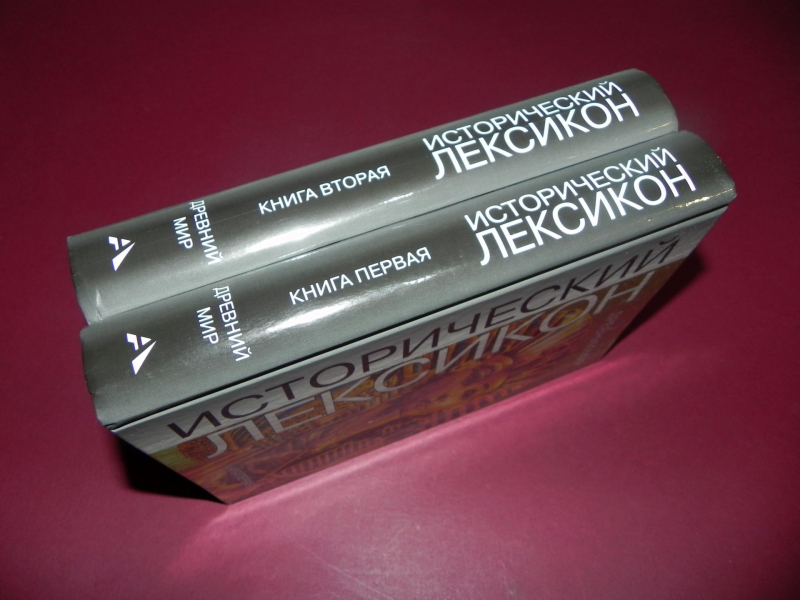 ИСТОРИЧЕСКИЙ
ЛЕКСИКОН
КНИГА ВТОРАЯ
ДРЕВНИЙ
МИР
ИСТОРИЧЕСКИЙ
ЛЕКСИКОН
КНИГА ПЕРВАЯ
ДРЕВНИЙ
МИР
ИСТОРИЧЕСКИЙ
ЛЕКСИКОН